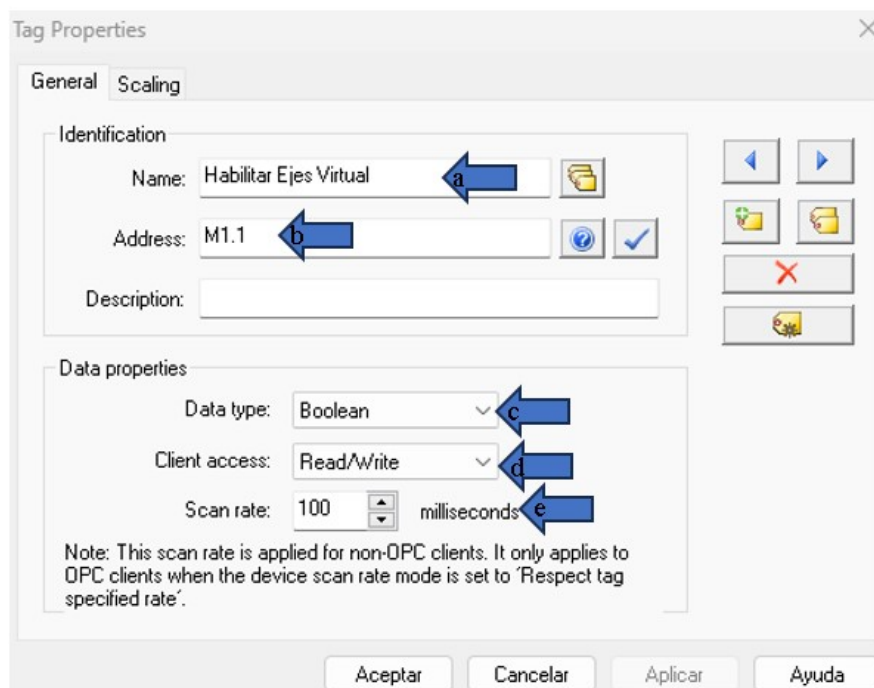 Tag Properties
General Scaling
Identification
Name: Habilitar Ejes Virtual a
Address: M1.1 b
Description:
Data properties
Data type: Boolean c
Client access: Read/Write d
Scan rate: 100 milliseconds e
Note: This scan rate is applied for non-OPC clients. It only applies to
OPC clients when the device scan rate mode is set to ‘Respect tag
specified rate’.
Aceptar Cancelar Aplicar Ayuda